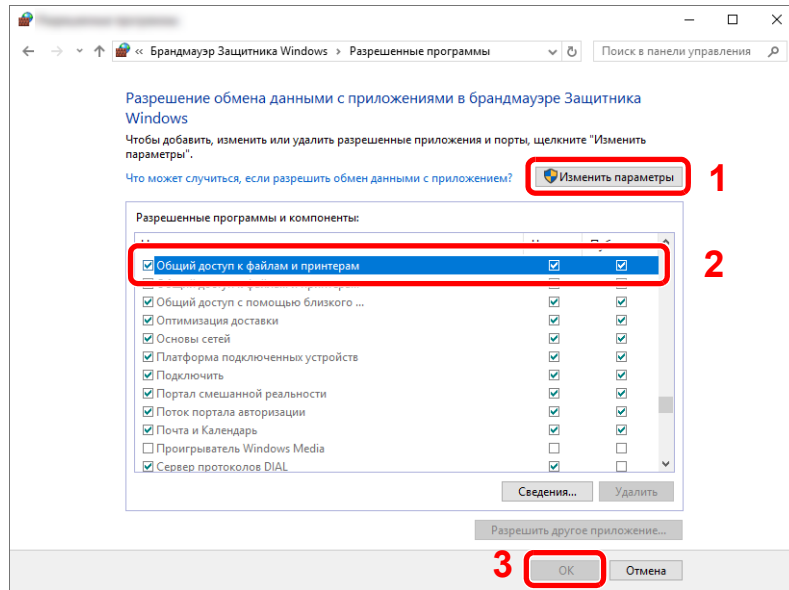 « Брандмауэр Защитника Windows › Разрешенные программы
Поиск в панели управления
Разрешение обмена данными с приложениями в брандмауэре Защитника
Windows
Чтобы добавить, изменить или удалить разрешенные приложения и порты, щелкните "Изменить
параметры".
Что может случиться, если разрешить обмен данными с приложением?
Изменить параметры
1
Разрешенные программы и компоненты:
Общий доступ к файлам и принтерам
2
Общий доступ с помощью близкого ...
Оптимизация доставки
Основы сетей
Платформа подключенных устройств
Подключить
Портал смешанной реальности
Поток портала авторизации
Почта и Календарь
Проигрыватель Windows Media
Сервер протоколов DIAL
Сведения...
Удалить
Разрешить другое приложение...
3
OK
Отмена